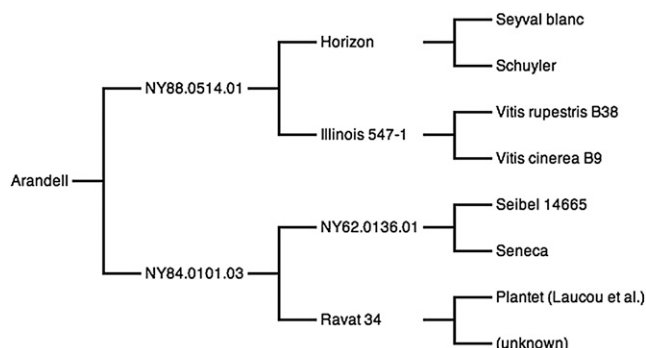 Seyval blanc
Horizon
Schuyler
NY88.0514.01
Vitis rupestris B38
Illinois 547-1
Vitis cinerea B9
Arandell
Seibel 14665
NY62.0136.01
Seneca
NY84.0101.03
Plantet (Laucou et al.)
Ravat 34
(unknown)